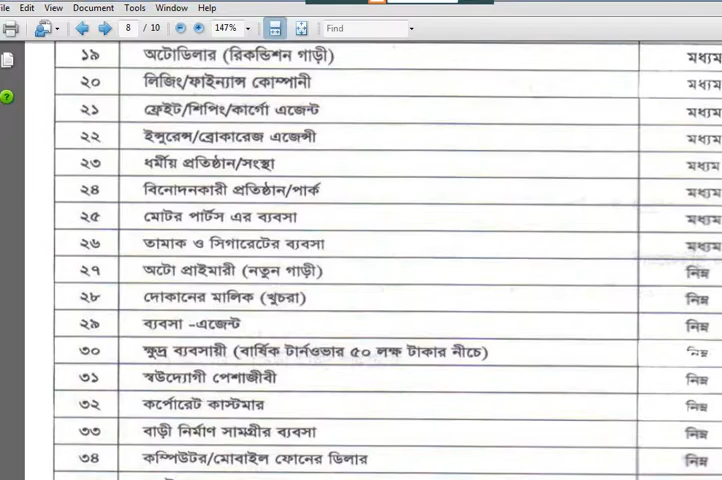 File Edit View Document Tools Window Help
8 / 10 147% Find
১৯ অটোডিলার (রিকন্ডিশন গাড়ী) মধ্যম
২০ লিজিং/ফাইন্যান্স কোম্পানী মধ্যম
২১ ফ্রেইট/শিপিং/কার্গো এজেন্ট মধ্যম
২২ ইন্সুরেন্স/ব্রোকারেজ এজেন্সী মধ্যম
২৩ ধর্মীয় প্রতিষ্ঠান/সংস্থা মধ্যম
২৪ বিনোদনকারী প্রতিষ্ঠান/পার্ক মধ্যম
২৫ মোটর পার্টস এর ব্যবসা মধ্যম
২৬ তামাক ও সিগারেটের ব্যবসা মধ্যম
২৭ অটো প্রাইমারী (নতুন গাড়ী) নিম্ন
২৮ দোকানের মালিক (খুচরা) নিম্ন
২৯ ব্যবসা -এজেন্ট নিম্ন
৩০ ক্ষুদ্র ব্যবসায়ী (বার্ষিক টার্নওভার ৫০ লক্ষ টাকার নীচে) নিম্ন
৩১ স্বউদ্যোগী পেশাজীবী নিম্ন
৩২ কর্পোরেট কাস্টমার নিম্ন
৩৩ বাড়ী নির্মাণ সামগ্রীর ব্যবসা নিম্ন
৩৪ কম্পিউটার/মোবাইল ফোনের ডিলার নিম্ন